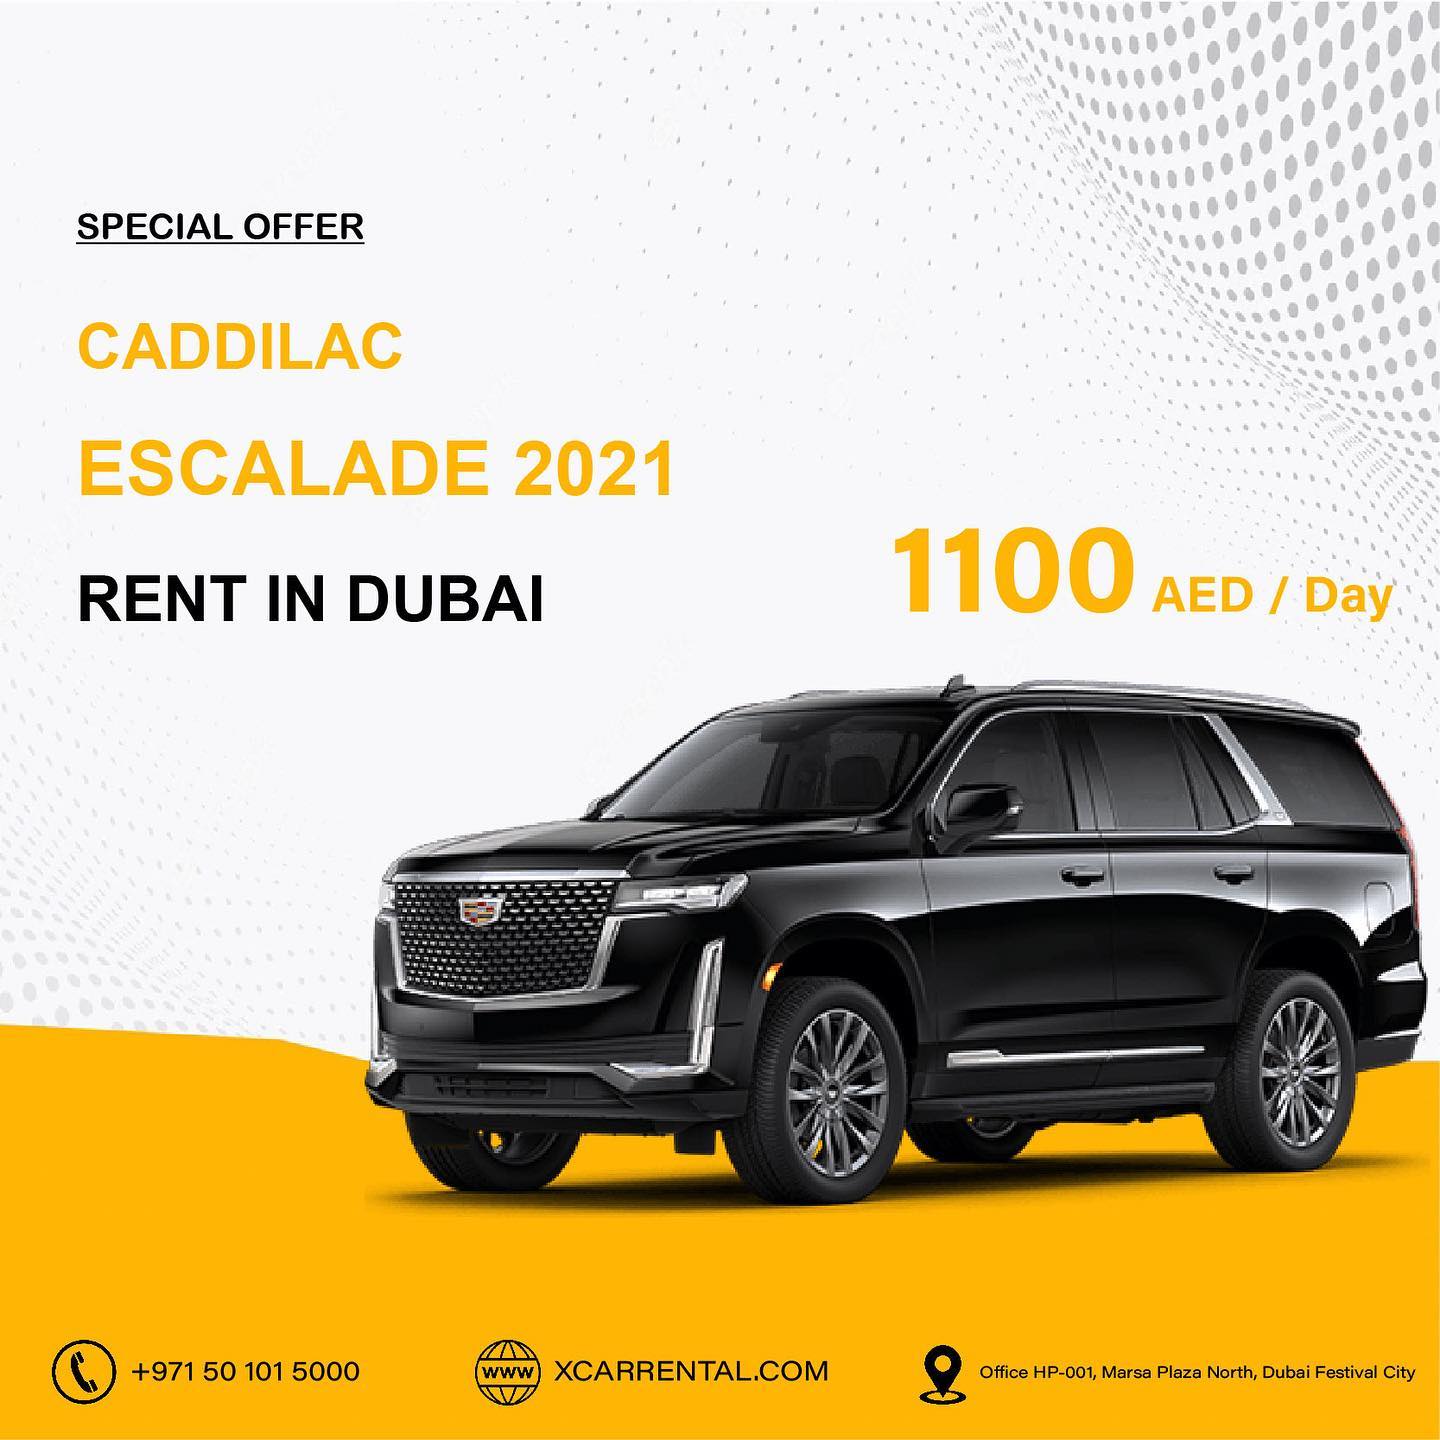 SPECIAL OFFER
CADDILAC
ESCALADE 2021
RENT IN DUBAI
1100 AED / Day
+971 50 101 5000
www XCARRENTAL.COM
Office HP-001, Marsa Plaza North, Dubai Festival City